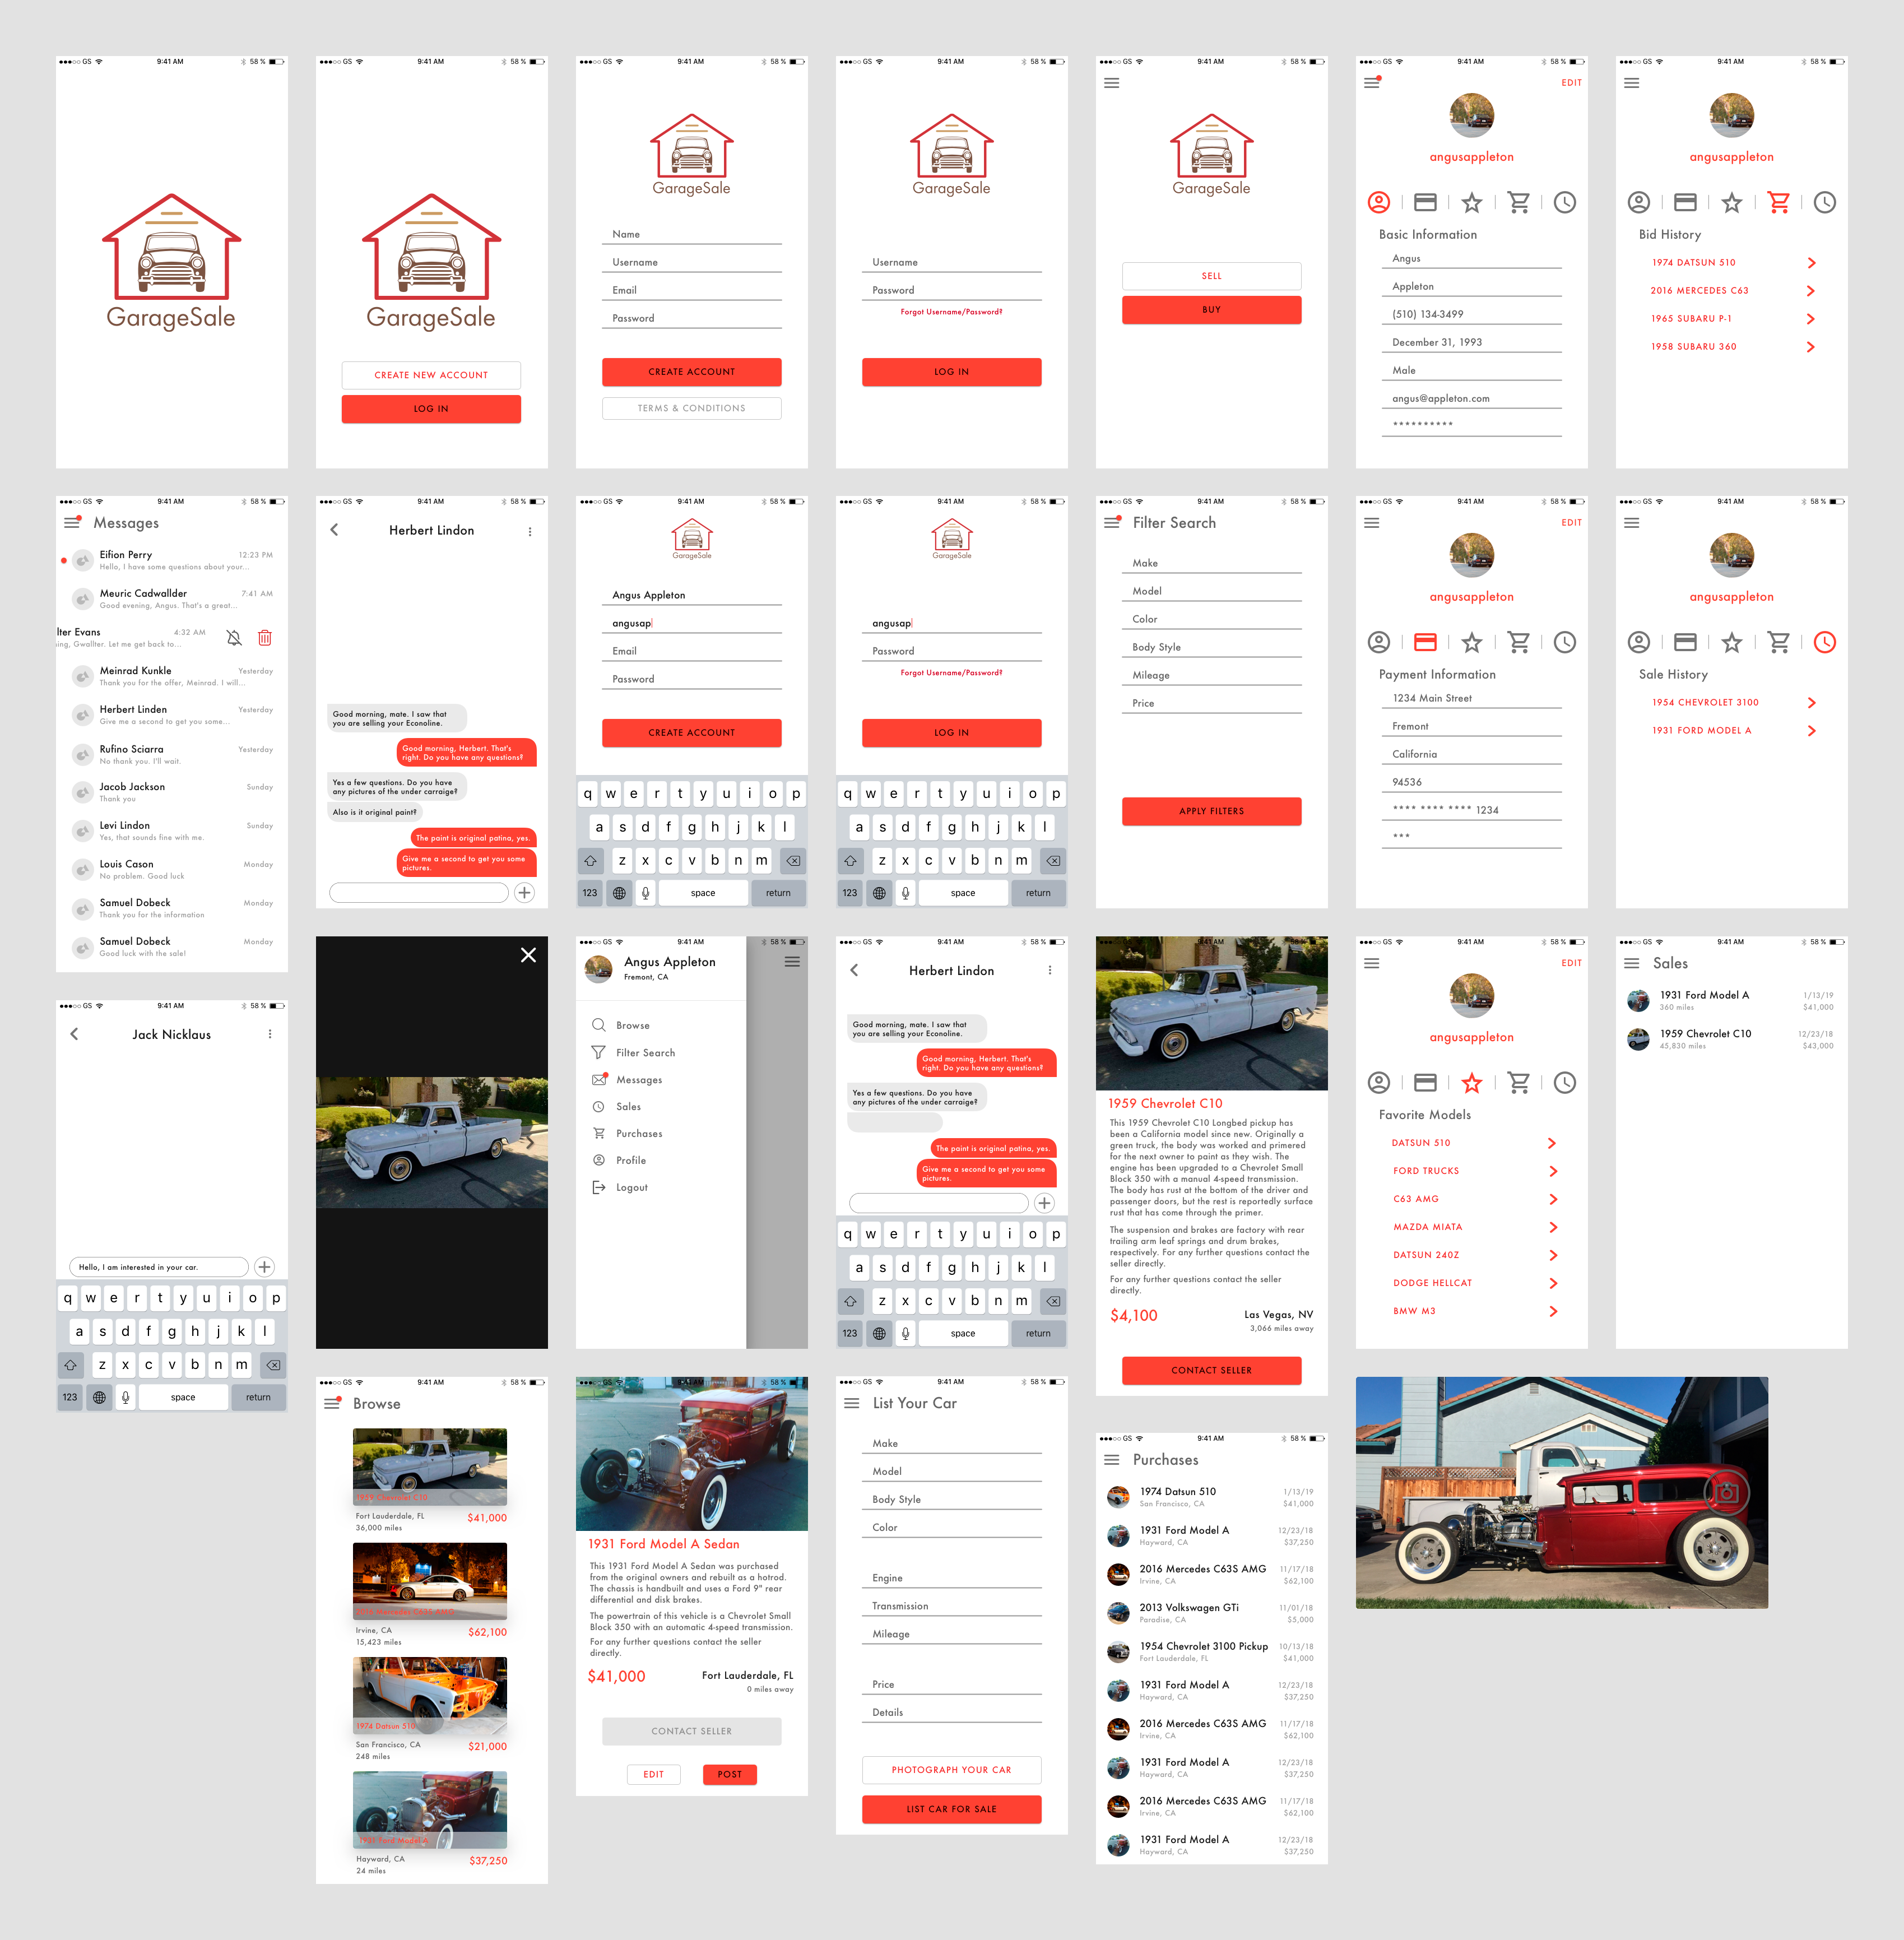 GS 9:41 AM 58 %
GarageSale
GS 9:41 AM 58 %
GarageSale
CREATE NEW ACCOUNT
LOG IN
GS 9:41 AM 58 %
GarageSale
Name
Username
Email
Password
CREATE ACCOUNT
TERMS & CONDITIONS
GS 9:41 AM 58 %
GarageSale
Username
Password
Forgot Username/Password?
LOG IN
GS 9:41 AM 58 %
GarageSale
SELL
BUY
GS 9:41 AM 58 %
EDIT
angusappleton
Basic Information
Angus
Appleton
(510) 134-3499
December 31, 1993
Male
angus@appleton.com
**********
GS 9:41 AM 58 %
angusappleton
Bid History
1974 DATSUN 510
2016 MERCEDES C63
1965 SUBARU P-1
1958 SUBARU 360
GS 9:41 AM 58 %
Messages
Eifion Perry 12:23 PM
Hello, I have some questions about your...
Meuric Cadwallder 7:41 AM
Good evening, Angus. That's a great...
lter Evans 4:32 AM
ing, Gwallter. Let me get back to...
Meinrad Kunkle Yesterday
Thank you for the offer, Meinrad. I will...
Herbert Linden Yesterday
Give me a second to get you some...
Rufino Sciarra Yesterday
No thank you. I'll wait.
Jacob Jackson Sunday
Thank you
Levi Lindon Sunday
Yes, that sounds fine with me.
Louis Cason Monday
No problem. Good luck
Samuel Dobeck Monday
Thank you for the information
Samuel Dobeck Monday
Good luck with the sale!
GS 9:41 AM 58 %
Herbert Lindon
Good morning, mate. I saw that
you are selling your Econoline.
Good morning, Herbert. That's
right. Do you have any questions?
Yes a few questions. Do you have
any pictures of the under carraige?
Also is it original paint?
The paint is original patina, yes.
Give me a second to get you some
pictures.
GS 9:41 AM 58 %
GarageSale
Angus Appleton
angusap
Email
Password
CREATE ACCOUNT
q w e r t y u i o p
a s d f g h j k l
z x c v b n m
123 space return
GS 9:41 AM 58 %
GarageSale
angusap
Password
Forgot Username/Password?
LOG IN
q w e r t y u i o p
a s d f g h j k l
z x c v b n m
123 space return
GS 9:41 AM 58 %
Filter Search
Make
Model
Color
Body Style
Mileage
Price
APPLY FILTERS
GS 9:41 AM 58 %
EDIT
angusappleton
Payment Information
1234 Main Street
Fremont
California
94536
**** **** **** 1234
***
GS 9:41 AM 58 %
angusappleton
Sale History
1954 CHEVROLET 3100
1931 FORD MODEL A
GS 9:41 AM 58 %
Jack Nicklaus
Hello, I am interested in your car.
q w e r t y u i o p
a s d f g h j k l
z x c v b n m
123 space return
GS 9:41 AM 58 %
Angus Appleton
Fremont, CA
Browse
Filter Search
Messages
Sales
Purchases
Profile
Logout
GS 9:41 AM 58 %
Herbert Lindon
Good morning, mate. I saw that
you are selling your Econoline.
Good morning, Herbert. That's
right. Do you have any questions?
Yes a few questions. Do you have
any pictures of the under carraige?
The paint is original patina, yes.
Give me a second to get you some
pictures.
q w e r t y u i o p
a s d f g h j k l
z x c v b n m
123 space return
GS 9:41 AM 58 %
1959 Chevrolet C10
This 1959 Chevrolet C10 Longbed pickup has
been a California model since new. Originally a
green truck, the body was worked and primered
for the next owner to paint as they wish. The
engine has been upgraded to a Chevrolet Small
Block 350 with a manual 4-speed transmission.
The body has rust at the bottom of the driver and
passenger doors, but the rest is reportedly surface
rust that has come through the primer.
The suspension and brakes are factory with rear
trailing arm leaf springs and drum brakes,
respectively. For any further questions contact the
seller directly.
For any further questions contact the seller
directly.
$4,100 Las Vegas, NV
3,066 miles away
CONTACT SELLER
GS 9:41 AM 58 %
EDIT
angusappleton
Favorite Models
DATSUN 510
FORD TRUCKS
C63 AMG
MAZDA MIATA
DATSUN 240Z
DODGE HELLCAT
BMW M3
GS 9:41 AM 58 %
Sales
1931 Ford Model A 1/13/19
360 miles $41,000
1959 Chevrolet C10 12/23/18
45,830 miles $43,000
GS 9:41 AM 58 %
Browse
1959 Chevrolet C10
Fort Lauderdale, FL $41,000
36,000 miles
2016 Mercedes C63S AMG
Irvine, CA $62,100
15,423 miles
1974 Datsun 510
San Francisco, CA $21,000
248 miles
1931 Ford Model A
Hayward, CA $37,250
24 miles
GS 9:41 AM 58 %
1931 Ford Model A Sedan
This 1931 Ford Model A Sedan was purchased
from the original owners and rebuilt as a hotrod.
The chassis is handbuilt and uses a Ford 9" rear
differential and disk brakes.
The powertrain of this vehicle is a Chevrolet Small
Block 350 with an automatic 4-speed transmission.
For any further questions contact the seller
directly.
$41,000 Fort Lauderdale, FL
0 miles away
CONTACT SELLER
EDIT POST
GS 9:41 AM 58 %
List Your Car
Make
Model
Body Style
Color
Engine
Transmission
Mileage
Price
Details
PHOTOGRAPH YOUR CAR
LIST CAR FOR SALE
GS 9:41 AM 58 %
Purchases
1974 Datsun 510 1/13/19
San Francisco, CA $41,000
1931 Ford Model A 12/23/18
Hayward, CA $37,250
2016 Mercedes C63S AMG 11/17/18
Irvine, CA $62,100
2013 Volkswagen GTi 11/01/18
Paradise, CA $5,000
1954 Chevrolet 3100 Pickup 10/13/18
Fort Lauderdale, FL $41,000
1931 Ford Model A 12/23/18
Hayward, CA $37,250
2016 Mercedes C63S AMG 11/17/18
Irvine, CA $62,100
1931 Ford Model A 12/23/18
Hayward, CA $37,250
2016 Mercedes C63S AMG 11/17/18
Irvine, CA $62,100
1931 Ford Model A 12/23/18
Hayward, CA $37,250